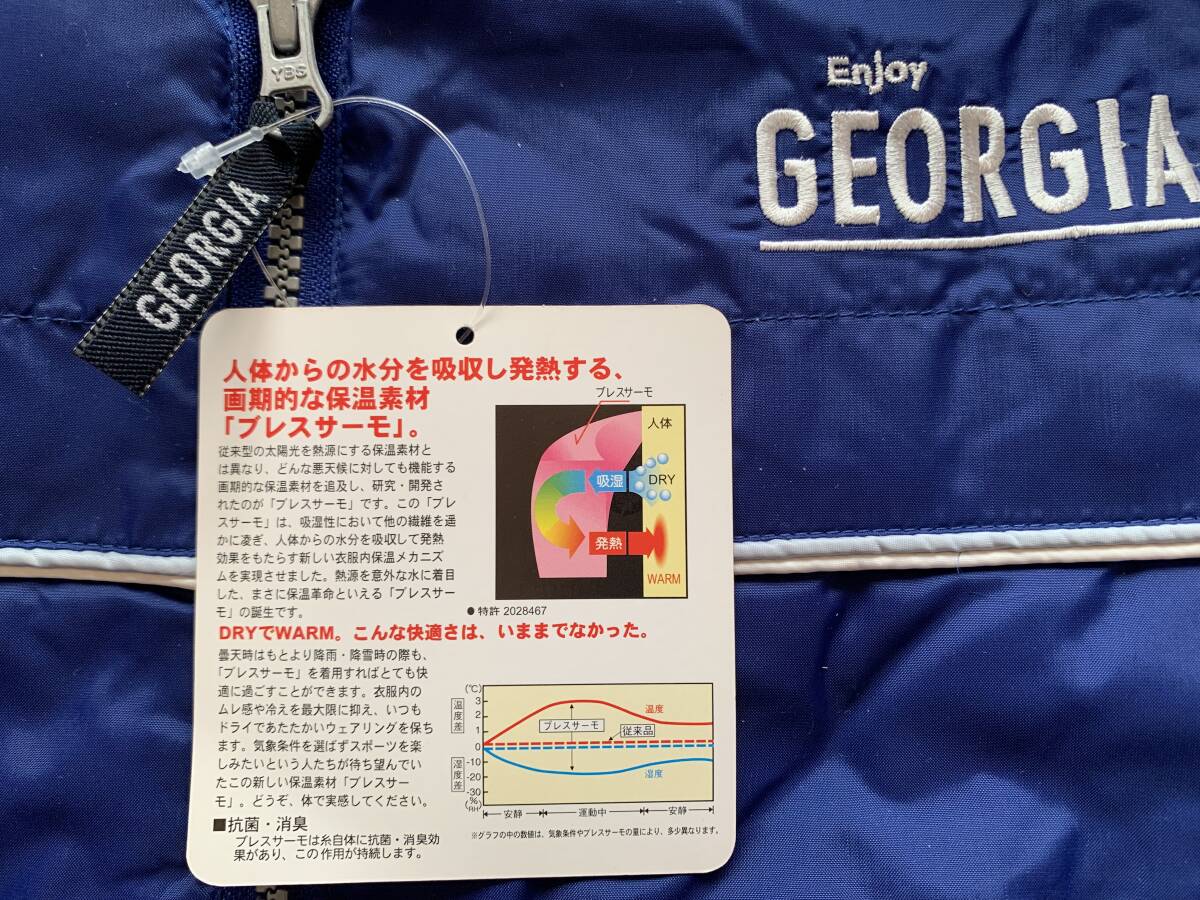 YBS
GEORGIA
Enjoy
GEORGIA
人体からの水分を吸収し発熱する、
画期的な保温素材
「ブレスサーモ」。
従来型の太陽光を熱源にする保温素材と
は異なり、どんな悪天候に対しても機能する
画期的な保温素材を追及し、研究・開発さ
れたのが「ブレスサーモ」です。この「ブレ
スサーモ」は、吸湿性において他の繊維を遥
かに凌ぎ、人体からの水分を吸収して発熱
効果をもたらす新しい衣服内保温メカニズ
ムを実現させました。熱源を意外な水に着目
した、まさに保温革命といえる「ブレスサー
モ」の誕生です。
ブレスサーモ
人体
吸湿
DRY
発熱
WARM
● 特許 2028467
DRYでWARM。こんな快適さは、いままでなかった。
曇天時はもとより降雨・降雪時の際も、
「ブレスサーモ」を着用すればとても快
適に過ごすことができます。衣服内の
ムレ感や冷えを最大限に抑え、いつも
ドライであたたかいウェアリングを保ち
ます。気象条件を選ばずスポーツを楽
しみたいという人たちが待ち望んでい
たこの新しい保温素材「ブレスサー
モ」。どうぞ、体で実感してください。
(℃)
温度差
3
2
1
0
-10
-20
-30
湿度差
(%RH)
温度
ブレスサーモ
従来品
湿度
安静
運動中
安静
※グラフの中の数値は、気象条件やブレスサーモの量により、多少異なります。
■抗菌・消臭
ブレスサーモは糸自体に抗菌・消臭効
果があり、この作用が持続します。